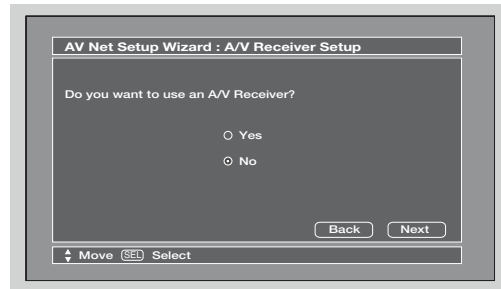 AV Net Setup Wizard : A/V Receiver Setup
Do you want to use an A/V Receiver?
Yes
No
Back Next
Move SEL Select